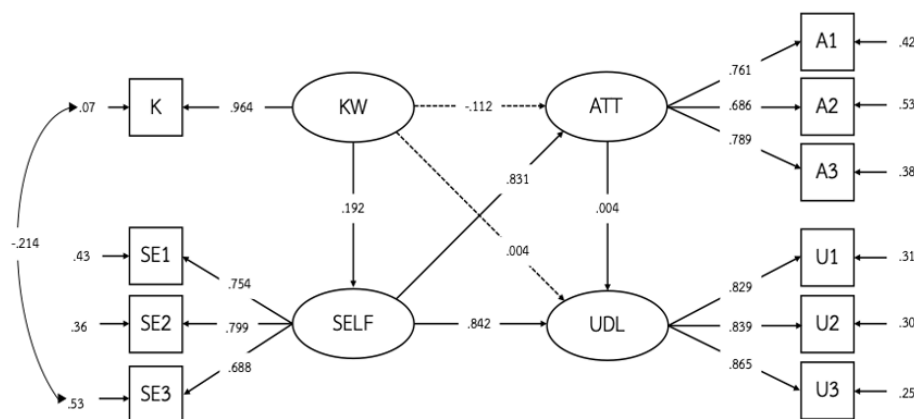 A1
.42
.761
.07
K
.964
KW
-.112
ATT
.686
A2
.53
.789
A3
.38
.831
.192
.004
-.214
.004
.43
SE1
.754
U1
.31
.829
.36
SE2
.799
SELF
.842
UDL
.839
U2
.30
.688
.865
.53
SE3
U3
.25